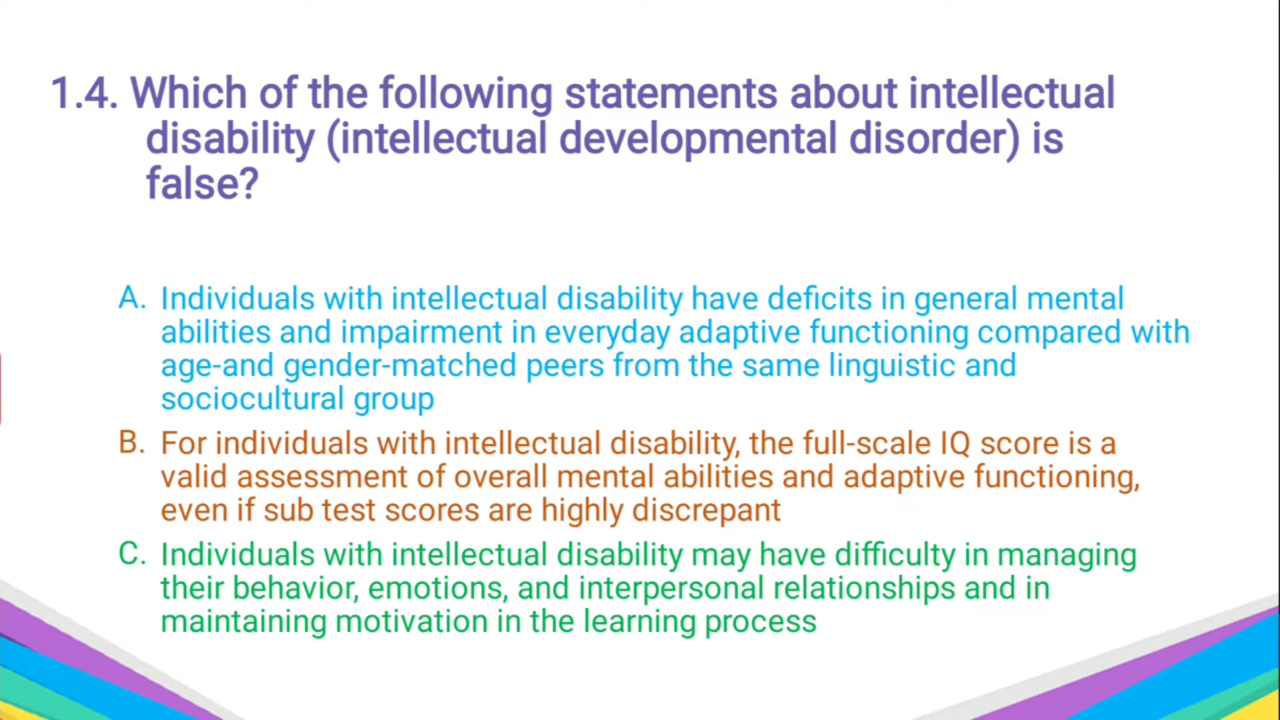 1.4. Which of the following statements about intellectual
disability (intellectual developmental disorder) is
false?
A. Individuals with intellectual disability have deficits in general mental
abilities and impairment in everyday adaptive functioning compared with
age-and gender-matched peers from the same linguistic and
sociocultural group
B. For individuals with intellectual disability, the full-scale IQ score is a
valid assessment of overall mental abilities and adaptive functioning,
even if sub test scores are highly discrepant
C. Individuals with intellectual disability may have difficulty in managing
their behavior, emotions, and interpersonal relationships and in
maintaining motivation in the learning process